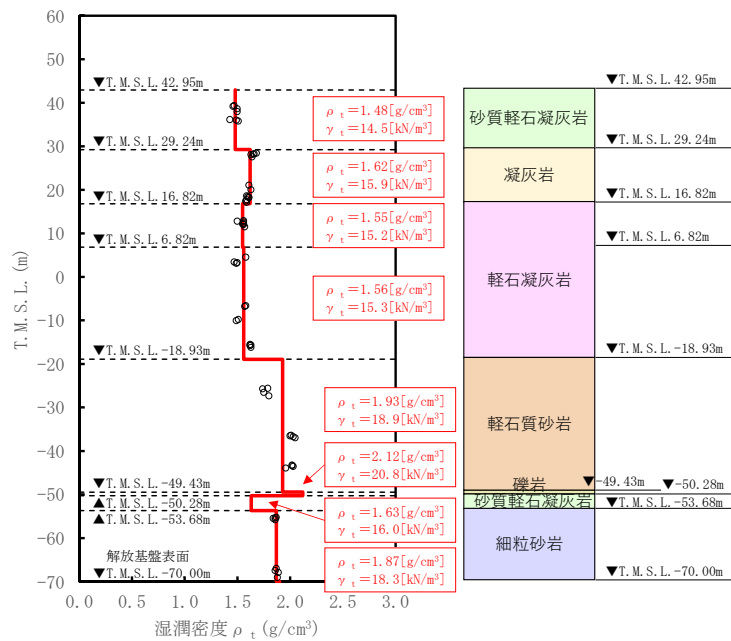 60
50
40
30
20
10
0
−10
−20
−30
−40
−50
−60
−70
T.M.S.L.(m)
0.0
0.5
1.0
1.5
2.0
2.5
3.0
湿潤密度ρt(g/cm³)
▼T.M.S.L.42.95m
▼T.M.S.L.29.24m
▼T.M.S.L.16.82m
▼T.M.S.L.6.82m
▼T.M.S.L.-18.93m
▼T.M.S.L.-49.43m
▲T.M.S.L.-50.28m
▲T.M.S.L.-53.68m
解放基盤表面
▼T.M.S.L.-70.00m
ρt=1.48[g/cm³]
γt=14.5[kN/m³]
ρt=1.62[g/cm³]
γt=15.9[kN/m³]
ρt=1.55[g/cm³]
γt=15.2[kN/m³]
ρt=1.56[g/cm³]
γt=15.3[kN/m³]
ρt=1.93[g/cm³]
γt=18.9[kN/m³]
ρt=2.12[g/cm³]
γt=20.8[kN/m³]
ρt=1.63[g/cm³]
γt=16.0[kN/m³]
ρt=1.87[g/cm³]
γt=18.3[kN/m³]
砂質軽石凝灰岩
凝灰岩
軽石凝灰岩
軽石質砂岩
礫岩
砂質軽石凝灰岩
細粒砂岩
▼T.M.S.L.42.95m
▼T.M.S.L.29.24m
▼T.M.S.L.16.82m
▼T.M.S.L.6.82m
▼T.M.S.L.-18.93m
▼-49.43m
▼-50.28m
▼T.M.S.L.-53.68m
▼T.M.S.L.-70.00m